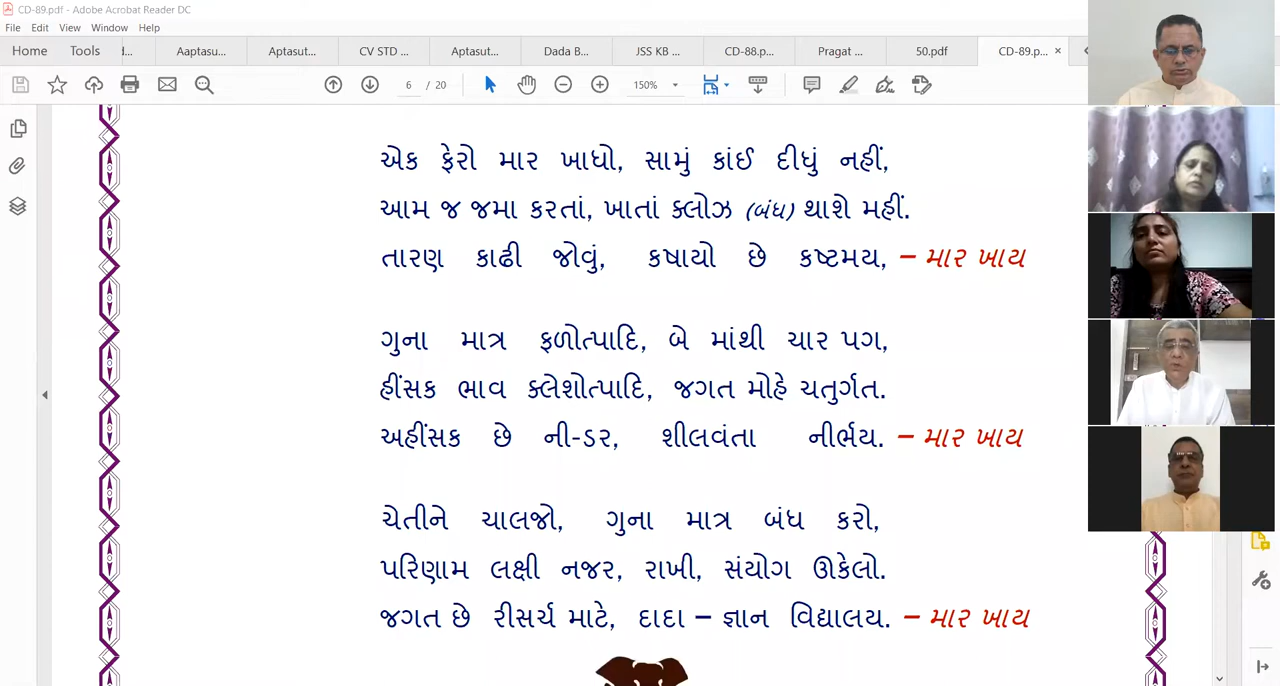 CD-89.pdf - Adobe Acrobat Reader DC
File Edit View Window Help
Home Tools d... Aaptasu... Aptasut... CV STD ... Aptasut... Dada B... JSS KB ... CD-88.p... Pragat ... 50.pdf CD-89.p... ×
6 / 20 150%
એક ફેરો માર ખાધો, સામું કાંઈ દીધું નહીં,
આમ જ જમા કરતાં, ખાતાં ક્લોઝ (બંધ) થાશે મહીં.
તારણ કાઢી જોવું, કષાયો છે કષ્ટમય, – માર ખાય
ગુના માત્ર ફળોત્પાદિ, બે માંથી ચાર પગ,
હીંસક ભાવ ક્લેશોત્પાદિ, જગત મોહે ચતુર્ગત.
અહીંસક છે ની-ડર, શીલવંતા નીર્ભય. – માર ખાય
ચેતીને ચાલજો, ગુના માત્ર બંધ કરો,
પરિણામ લક્ષી નજર, રાખી, સંયોગ ઊકેલો.
જગત છે રીસર્ચ માટે, દાદા – જ્ઞાન વિદ્યાલય. – માર ખાય